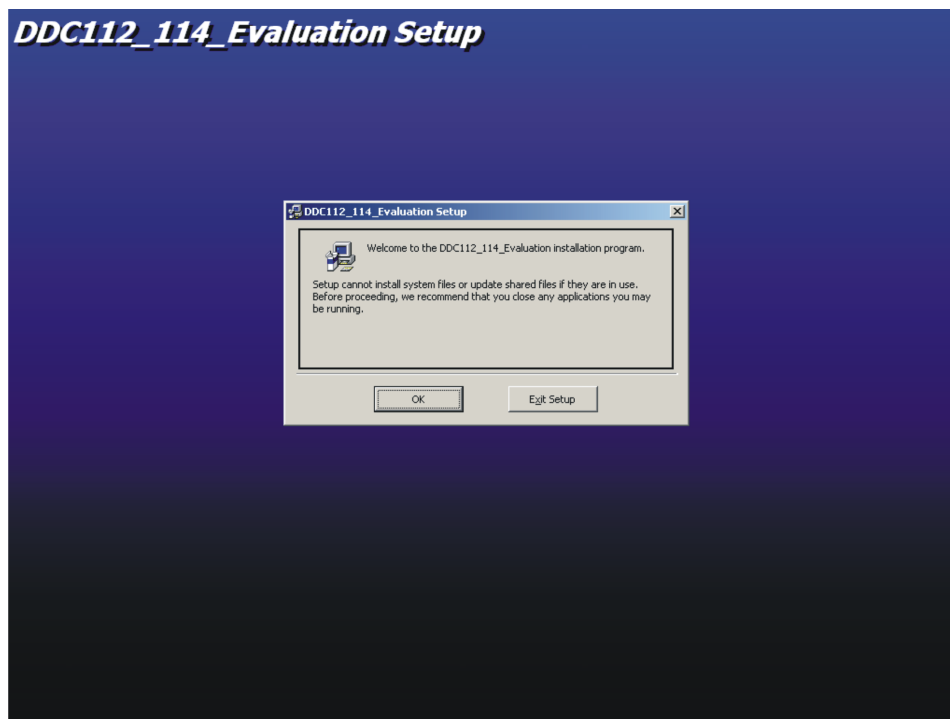 DDC112_114_Evaluation Setup
DDC112_114_Evaluation Setup
Welcome to the DDC112_114_Evaluation installation program.
Setup cannot install system files or update shared files if they are in use.
Before proceeding, we recommend that you close any applications you may
be running.
OK
Exit Setup